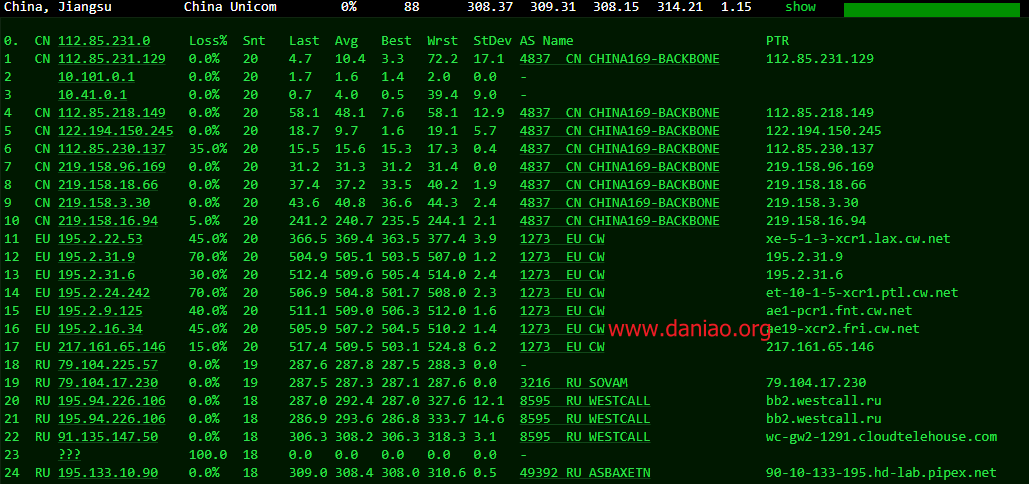 China, Jiangsu China Unicom 0% 88 308.37 309.31 308.15 314.21 1.15 show
0. CN 112.85.231.0 Loss% Snt Last Avg Best Wrst StDev AS Name PTR
1 CN 112.85.231.129 0.0% 20 4.7 10.4 3.3 72.2 17.1 4837 CN CHINA169-BACKBONE 112.85.231.129
2 10.101.0.1 0.0% 20 1.7 1.6 1.4 2.0 0.0 -
3 10.41.0.1 0.0% 20 0.7 4.0 0.5 39.4 9.0 -
4 CN 112.85.218.149 0.0% 20 58.1 48.1 7.6 58.1 12.9 4837 CN CHINA169-BACKBONE 112.85.218.149
5 CN 122.194.150.245 0.0% 20 18.7 9.7 1.6 19.1 5.7 4837 CN CHINA169-BACKBONE 122.194.150.245
6 CN 112.85.230.137 35.0% 20 15.5 15.6 15.3 17.3 0.4 4837 CN CHINA169-BACKBONE 112.85.230.137
7 CN 219.158.96.169 0.0% 20 31.2 31.3 31.2 31.4 0.0 4837 CN CHINA169-BACKBONE 219.158.96.169
8 CN 219.158.18.66 0.0% 20 37.4 37.2 33.5 40.2 1.9 4837 CN CHINA169-BACKBONE 219.158.18.66
9 CN 219.158.3.30 0.0% 20 43.6 40.8 36.6 44.3 2.4 4837 CN CHINA169-BACKBONE 219.158.3.30
10 CN 219.158.16.94 5.0% 20 241.2 240.7 235.5 244.1 2.1 4837 CN CHINA169-BACKBONE 219.158.16.94
11 EU 195.2.22.53 45.0% 20 366.5 369.4 363.5 377.4 3.9 1273 EU CW xe-5-1-3-xcr1.lax.cw.net
12 EU 195.2.31.9 70.0% 20 504.9 505.1 503.5 507.0 1.2 1273 EU CW 195.2.31.9
13 EU 195.2.31.6 30.0% 20 512.4 509.6 505.4 514.0 2.4 1273 EU CW 195.2.31.6
14 EU 195.2.24.242 70.0% 20 506.9 504.8 501.7 508.0 2.3 1273 EU CW et-10-1-5-xcr1.ptl.cw.net
15 EU 195.2.9.125 40.0% 20 511.1 509.0 506.3 512.0 1.6 1273 EU CW ae1-pcr1.fnt.cw.net
16 EU 195.2.16.34 45.0% 20 505.9 507.2 504.5 510.2 1.4 1273 EU CW ae19-xcr2.fri.cw.net
www.daniao.org
17 EU 217.161.65.146 15.0% 20 517.4 509.5 503.1 524.8 6.2 1273 EU CW 217.161.65.146
18 RU 79.104.225.57 0.0% 19 287.6 287.8 287.5 288.3 0.0 -
19 RU 79.104.17.230 0.0% 19 287.5 287.3 287.1 287.6 0.0 3216 RU SOVAM 79.104.17.230
20 RU 195.94.226.106 0.0% 18 287.0 292.4 287.0 327.6 12.1 8595 RU WESTCALL bb2.westcall.ru
21 RU 195.94.226.106 0.0% 18 286.9 293.6 286.8 333.7 14.6 8595 RU WESTCALL bb2.westcall.ru
22 RU 91.135.147.50 0.0% 18 306.3 308.2 306.3 318.3 3.1 8595 RU WESTCALL wc-gw2-1291.cloudtelehouse.com
23 ??? 100.0 18 0.0 0.0 0.0 0.0 0.0 -
24 RU 195.133.10.90 0.0% 18 309.0 308.4 308.0 310.6 0.5 49392 RU ASBAXETN 90-10-133-195.hd-lab.pipex.net